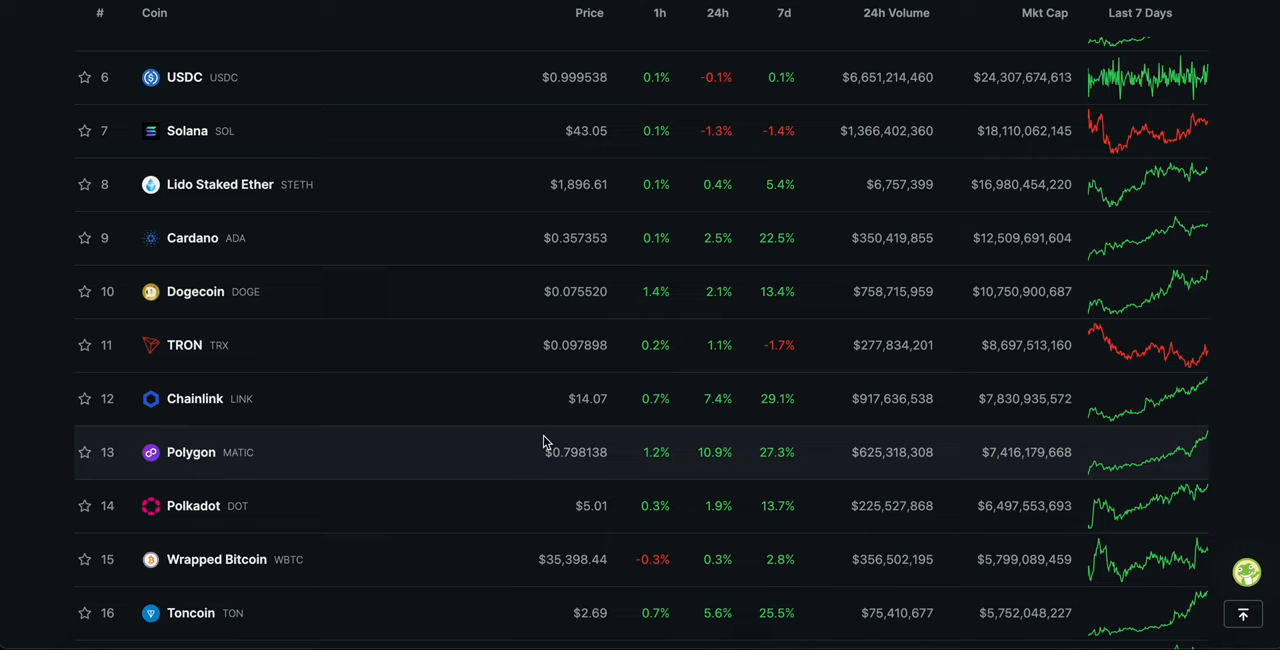 # Coin Price 1h 24h 7d 24h Volume Mkt Cap Last 7 Days
6 USDC USDC $0.999538 0.1% -0.1% 0.1% $6,651,214,460 $24,307,674,613
7 Solana SOL $43.05 0.1% -1.3% -1.4% $1,366,402,360 $18,110,062,145
8 Lido Staked Ether STETH $1,896.61 0.1% 0.4% 5.4% $6,757,399 $16,980,454,220
9 Cardano ADA $0.357353 0.1% 2.5% 22.5% $350,419,855 $12,509,691,604
10 Dogecoin DOGE $0.075520 1.4% 2.1% 13.4% $758,715,959 $10,750,900,687
11 TRON TRX $0.097898 0.2% 1.1% -1.7% $277,834,201 $8,697,513,160
12 Chainlink LINK $14.07 0.7% 7.4% 29.1% $917,636,538 $7,830,935,572
13 Polygon MATIC $0.798138 1.2% 10.9% 27.3% $625,318,308 $7,416,179,668
14 Polkadot DOT $5.01 0.3% 1.9% 13.7% $225,527,868 $6,497,553,693
15 Wrapped Bitcoin WBTC $35,398.44 -0.3% 0.3% 2.8% $356,502,195 $5,799,089,459
16 Toncoin TON $2.69 0.7% 5.6% 25.5% $75,410,677 $5,752,048,227